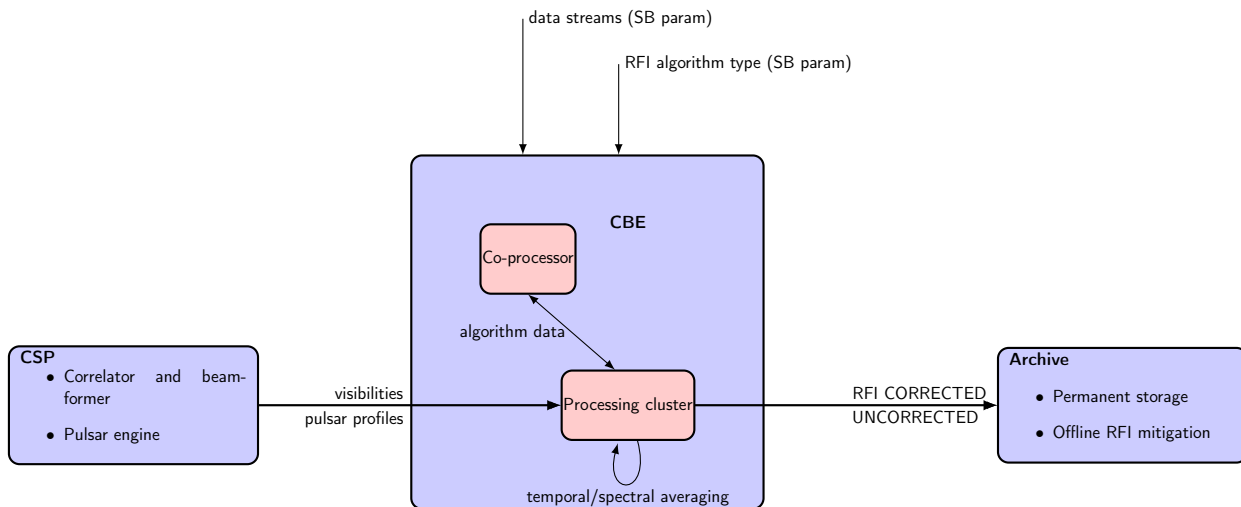 data streams (SB param)
RFI algorithm type (SB param)
CBE
Co-processor
algorithm data
CSP
• Correlator and beam-
former
• Pulsar engine
visibilities
pulsar profiles
Processing cluster
temporal/spectral averaging
RFI CORRECTED
UNCORRECTED
Archive
• Permanent storage
• Offline RFI mitigation